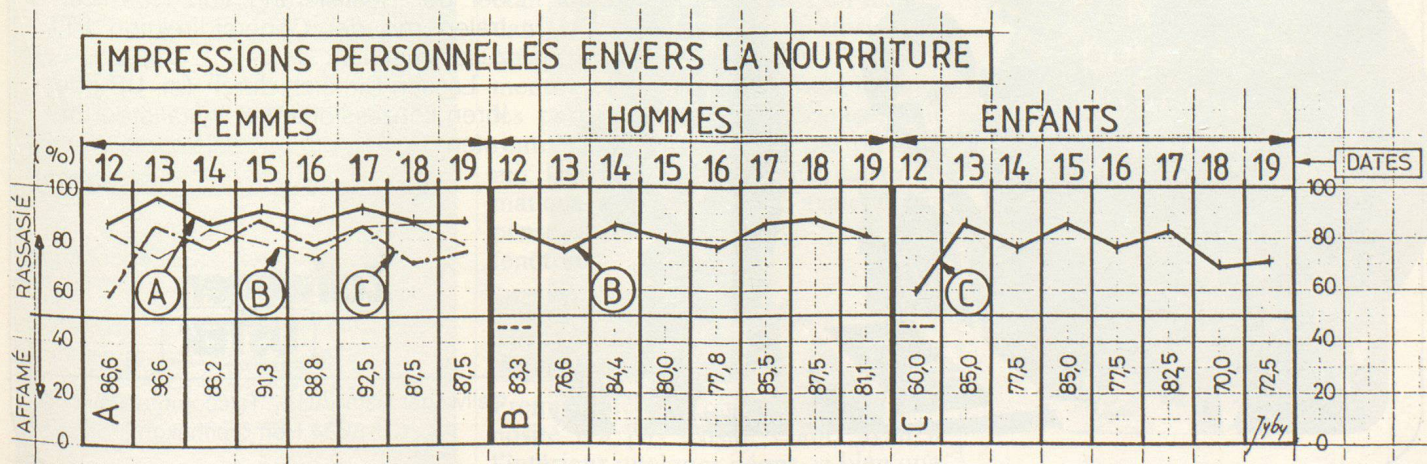 IMPRESSIONS PERSONNELLES ENVERS LA NOURRITURE
FEMMES HOMMES ENFANTS
(%) 12 13 14 15 16 17 18 19 12 13 14 15 16 17 18 19 12 13 14 15 16 17 18 19 DATES
100 100
80 80
60 60
40 40
20 20
0 0
RASSASIÉ
AFFAMÉ
A B C B C
A 86,6 96,6 86,2 91,3 88,8 92,5 87,5 87,5
B 83,3 76,6 84,4 80,0 77,8 85,5 87,5 81,1
C 60,0 85,0 77,5 85,0 77,5 82,5 70,0 72,5
Jyby